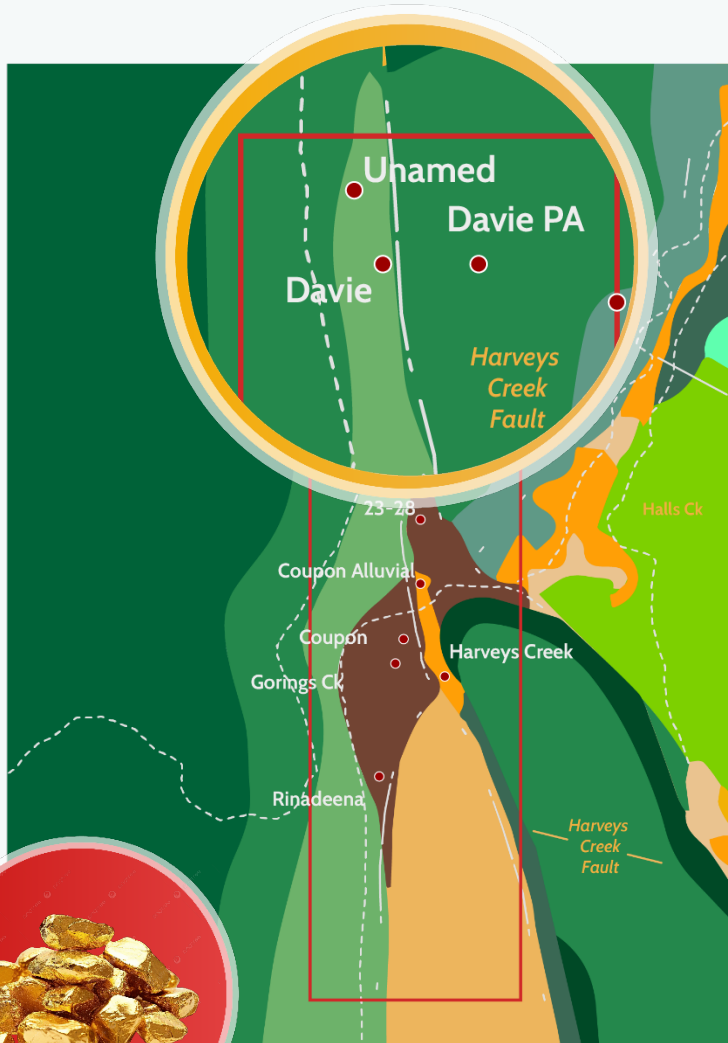 Unamed
Davie PA
Davie
Harveys
Creek
Fault
23-28
Halls Ck
Coupon Alluvial
Coupon
Harveys Creek
Gorings Ck
Rinadeena
Harveys
Creek
Fault